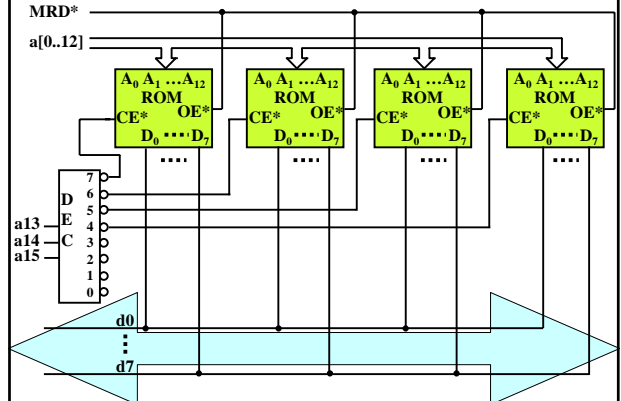 MRD*
a[0..12]
A0 A1 ...A12
ROM
OE*
CE*
D0 ▪▪▪▪ D7
▪▪▪▪
A0 A1 ...A12
ROM
OE*
CE*
D0 ▪▪▪▪ D7
▪▪▪▪
A0 A1 ...A12
ROM
OE*
CE*
D0 ▪▪▪▪ D7
▪▪▪▪
A0 A1 ...A12
ROM
OE*
CE*
D0 ▪▪▪▪ D7
▪▪▪▪
DEC
7
6
5
4
3
2
1
0
a13
a14
a15
d0
d7